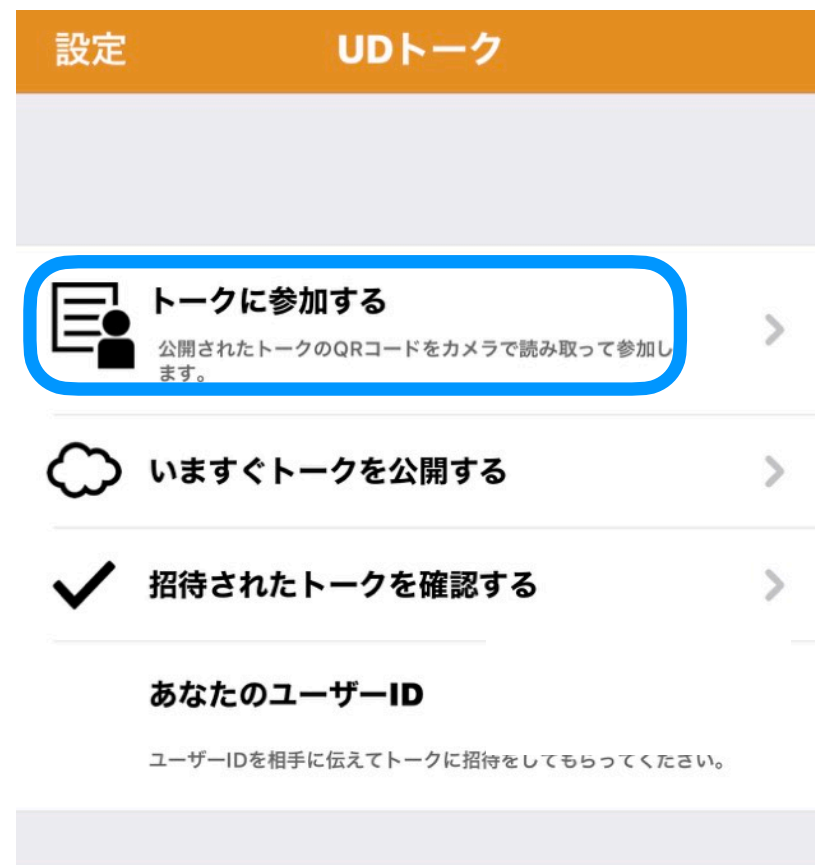 設定
UDトーク
トークに参加する
公開されたトークのQRコードをカメラで読み取って参加し
ます。
いますぐトークを公開する
招待されたトークを確認する
あなたのユーザーID
ユーザーIDを相手に伝えてトークに招待をしてもらってください。